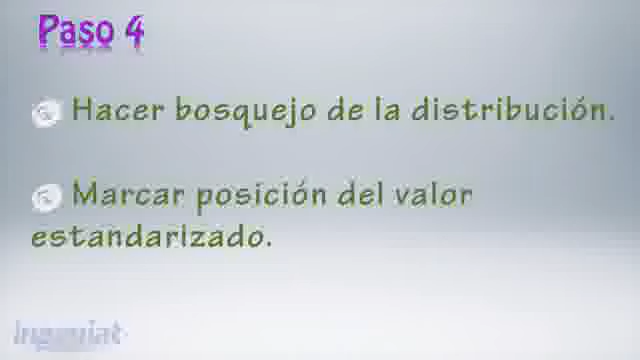 Paso 4
Hacer bosquejo de la distribución.
Marcar posición del valor
estandarizado.